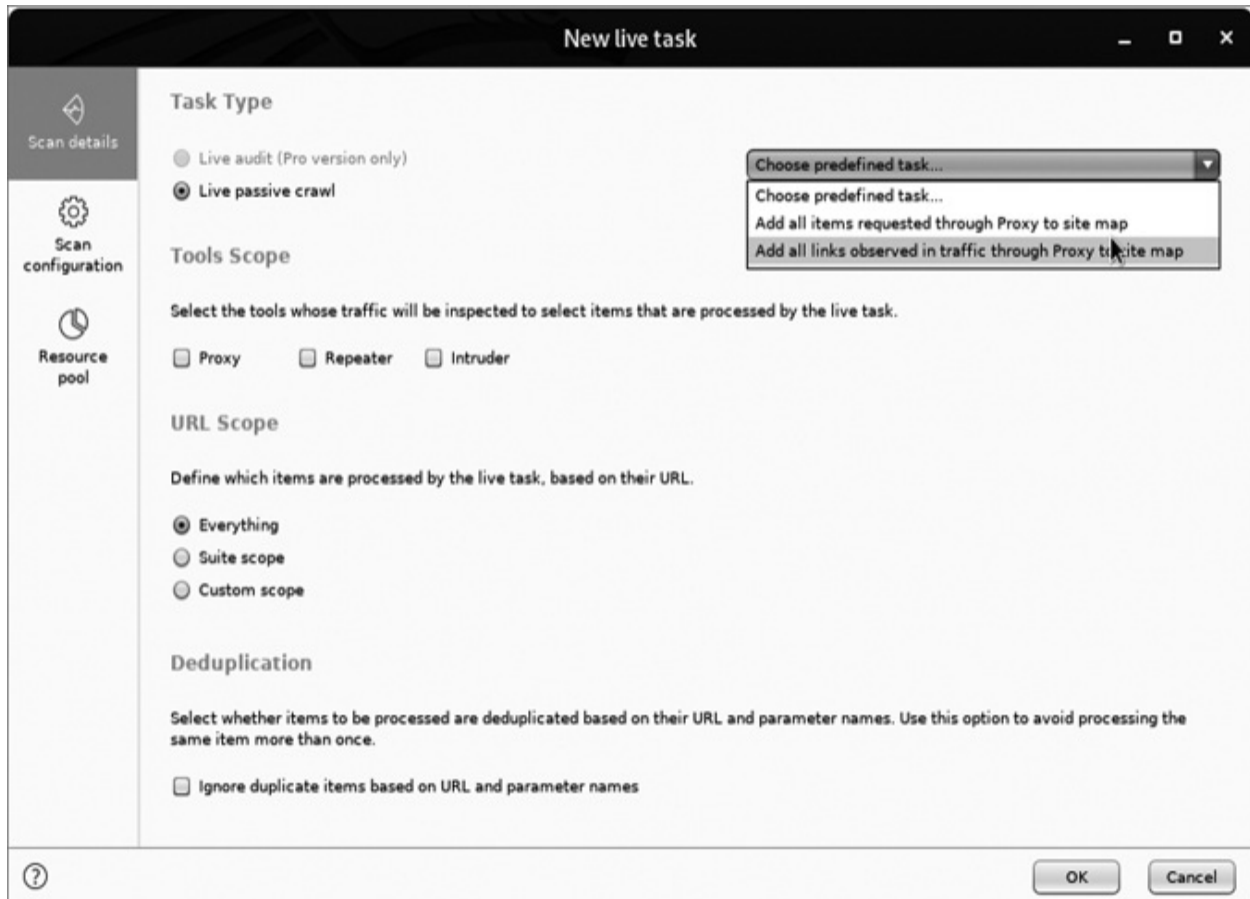 New live task
Scan details
Scan
configuration
Resource
pool
Task Type
Live audit (Pro version only)
Live passive crawl
Choose predefined task...
Choose predefined task...
Add all items requested through Proxy to site map
Add all links observed in traffic through Proxy to site map
Tools Scope
Select the tools whose traffic will be inspected to select items that are processed by the live task.
Proxy Repeater Intruder
URL Scope
Define which items are processed by the live task, based on their URL.
Everything
Suite scope
Custom scope
Deduplication
Select whether items to be processed are deduplicated based on their URL and parameter names. Use this option to avoid processing the
same item more than once.
Ignore duplicate items based on URL and parameter names
? OK Cancel